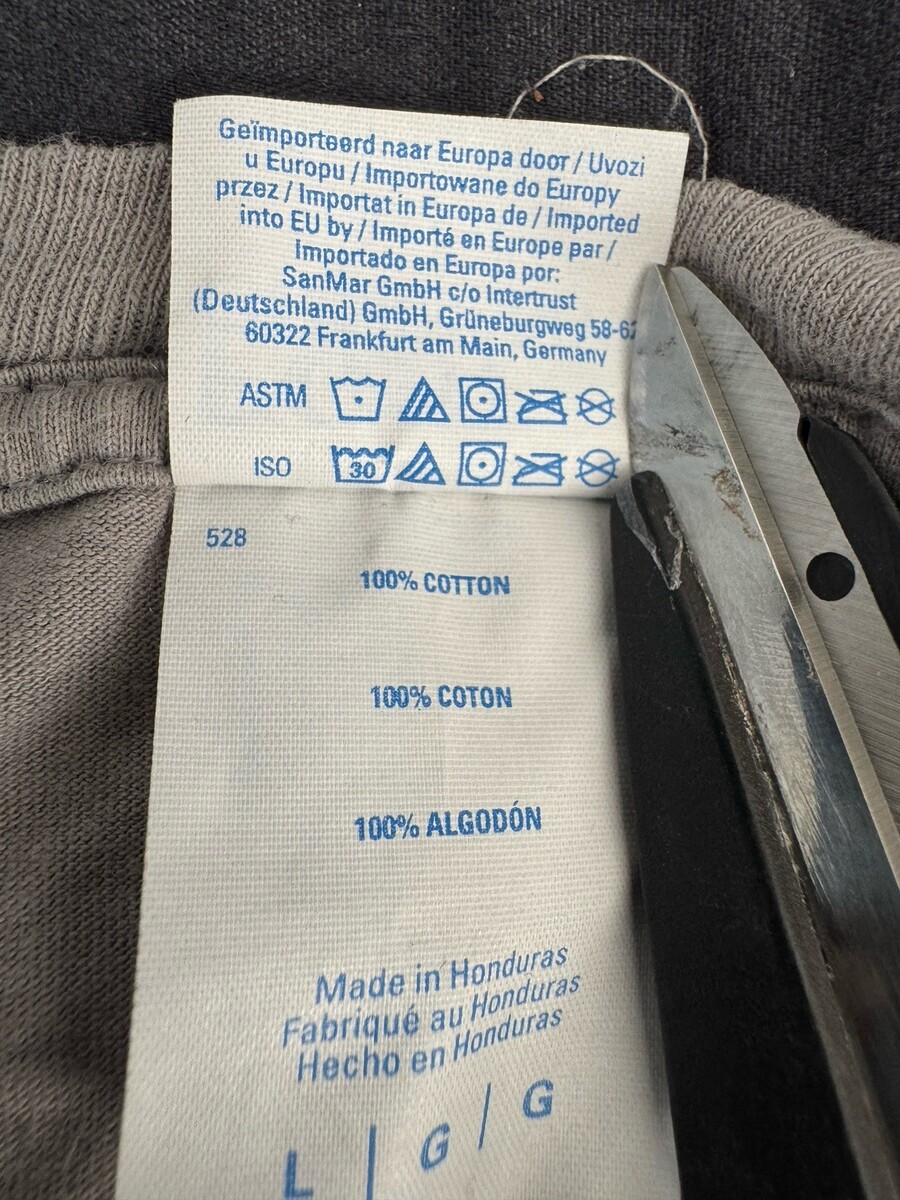 Geïmporteerd naar Europa door / Uvozi
u Europu / Importowane do Europy
przez / Importat in Europa de / Imported
into EU by / Importé en Europe par /
Importado en Europa por:
SanMar GmbH c/o Intertrust
(Deutschland) GmbH, Grüneburgweg 58-62
60322 Frankfurt am Main, Germany
ASTM
ISO 30
528
100% COTTON
100% COTON
100% ALGODÓN
Made in Honduras
Fabriqué au Honduras
Hecho en Honduras
L | G / G